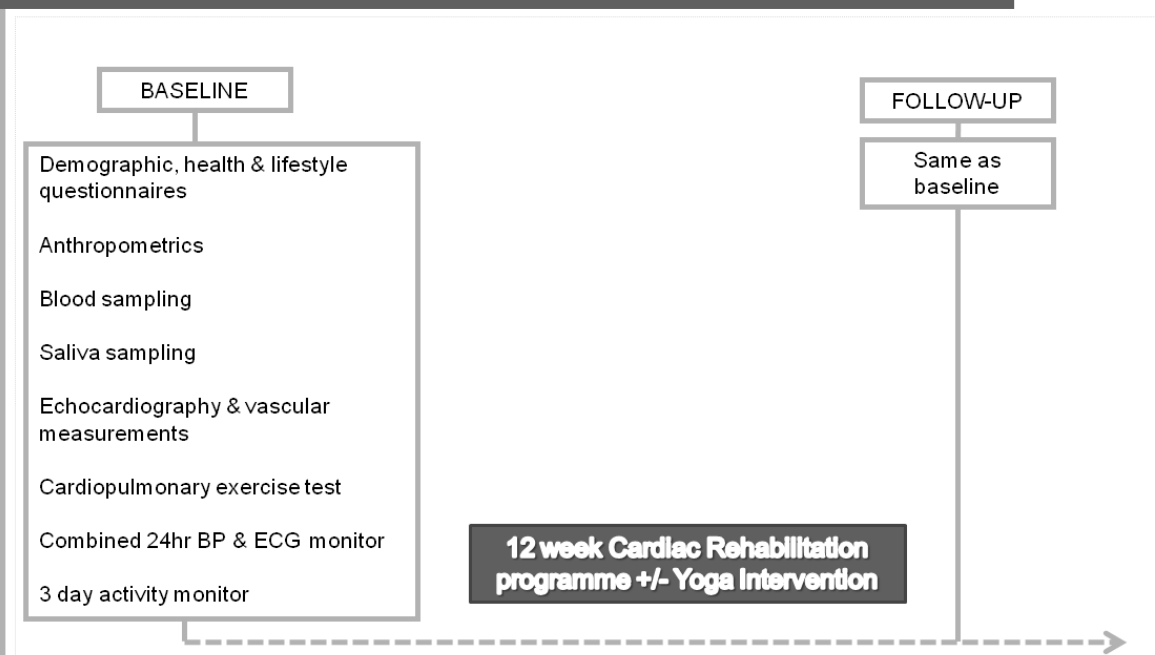 BASELINE
Demographic, health & lifestyle
questionnaires
Anthropometrics
Blood sampling
Saliva sampling
Echocardiography & vascular
measurements
Cardiopulmonary exercise test
Combined 24hr BP & ECG monitor
3 day activity monitor
12 week Cardiac Rehabilitation
programme +/- Yoga Intervention
FOLLOW-UP
Same as
baseline